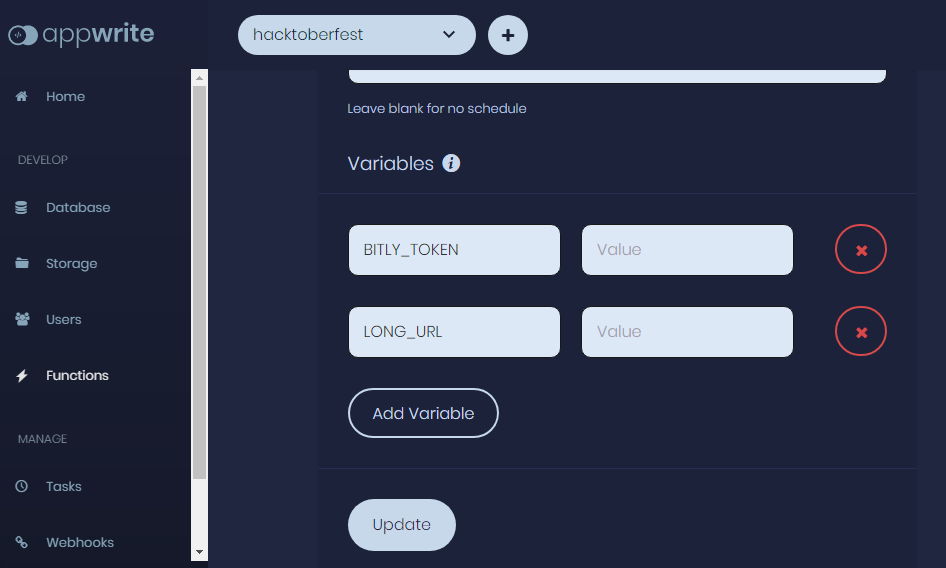 appwrite
hacktoberfest
Home
DEVELOP
Database
Storage
Users
Functions
MANAGE
Tasks
Webhooks
Leave blank for no schedule
Variables
BITLY_TOKEN Value
LONG_URL Value
Add Variable
Update